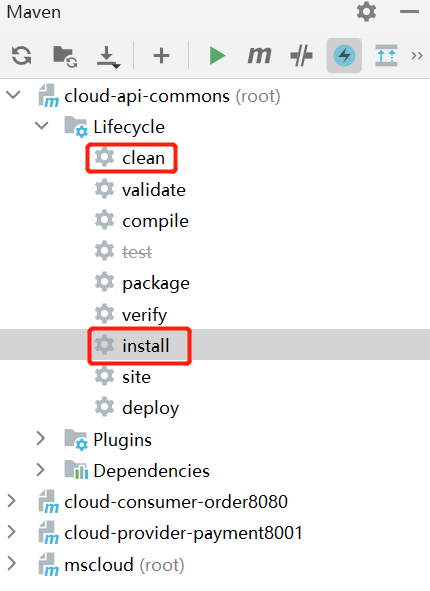 Maven
m
cloud-api-commons (root)
Lifecycle
clean
validate
compile
test
package
verify
install
site
deploy
Plugins
Dependencies
cloud-consumer-order8080
cloud-provider-payment8001
mscloud (root)